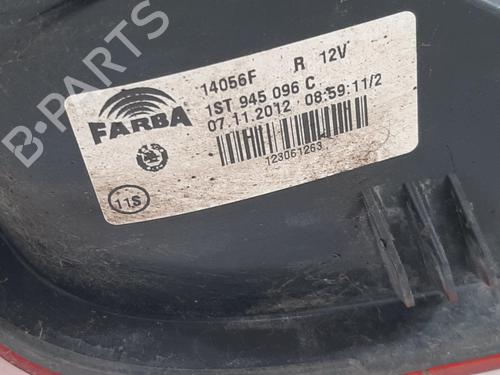 B-PARTS
14056F R 12V
FARBA
1ST 945 096 C
07.11.2012 08:59:11/2
123061263
11S